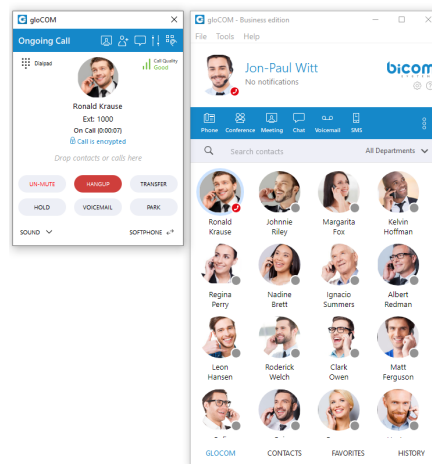 gloCOM
Ongoing Call
Dialpad
Call Quality
Good
Ronald Krause
Ext: 1000
On Call (0:00:07)
Call is encrypted
Drop contacts or calls here
UN-MUTE HANGUP TRANSFER
HOLD VOICEMAIL PARK
SOUND SOFTPHONE
gloCOM - Business edition
File Tools Help
Jon-Paul Witt
No notifications
bicom
SYSTEMS
Phone Conference Meeting Chat Voicemail SMS
Search contacts All Departments
Ronald Krause
Johnnie Riley
Margarita Fox
Kelvin Hoffman
Regina Perry
Nadine Brett
Ignacio Summers
Albert Redman
Leon Hansen
Roderick Welch
Clark Owen
Matt Ferguson
GLOCOM CONTACTS FAVORITES HISTORY